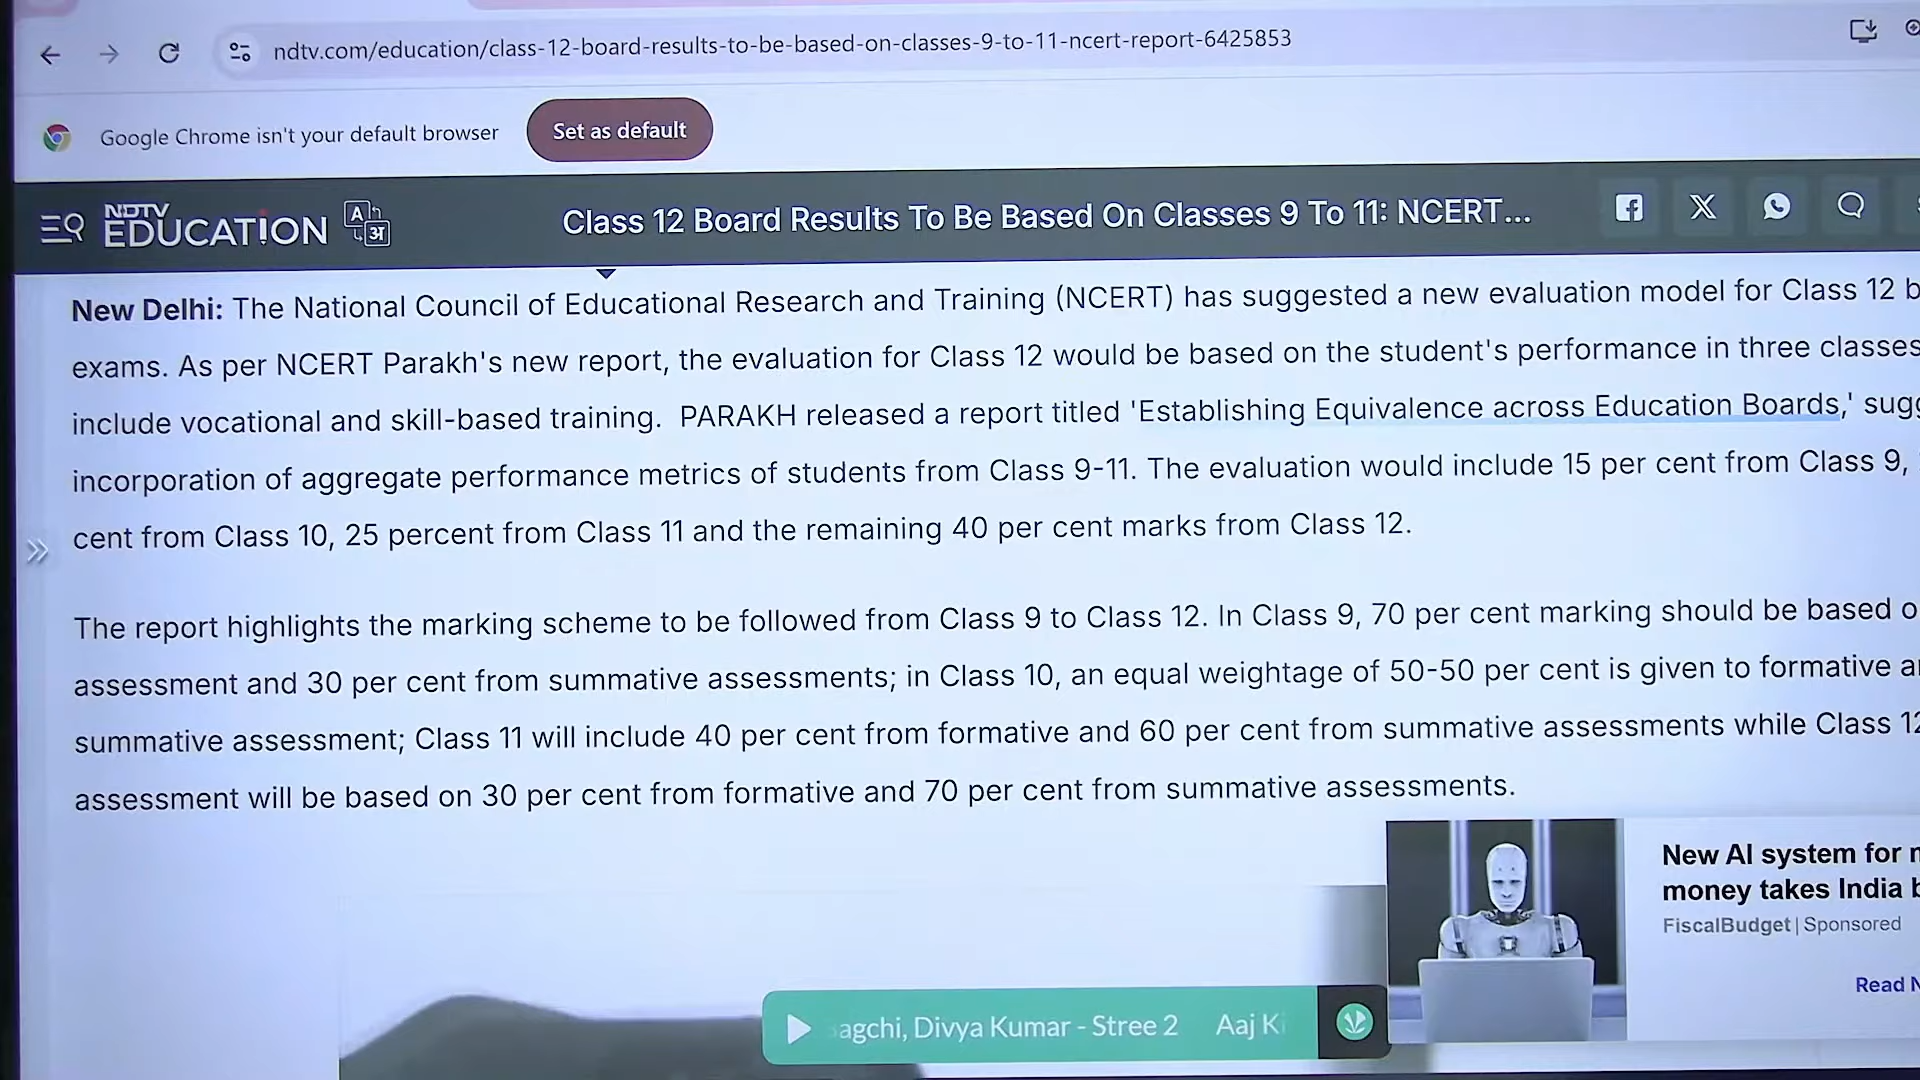 ndtv.com/education/class-12-board-results-to-be-based-on-classes-9-to-11-ncert-report-6425853
Google Chrome isn't your default browser
Set as default
NDTV
EDUCATION
A
अ
Class 12 Board Results To Be Based On Classes 9 To 11: NCERT...
New Delhi: The National Council of Educational Research and Training (NCERT) has suggested a new evaluation model for Class 12 b
exams. As per NCERT Parakh's new report, the evaluation for Class 12 would be based on the student's performance in three classes
include vocational and skill-based training. PARAKH released a report titled 'Establishing Equivalence across Education Boards,' sugg
incorporation of aggregate performance metrics of students from Class 9-11. The evaluation would include 15 per cent from Class 9,
cent from Class 10, 25 percent from Class 11 and the remaining 40 per cent marks from Class 12.
The report highlights the marking scheme to be followed from Class 9 to Class 12. In Class 9, 70 per cent marking should be based o
assessment and 30 per cent from summative assessments; in Class 10, an equal weightage of 50-50 per cent is given to formative a
summative assessment; Class 11 will include 40 per cent from formative and 60 per cent from summative assessments while Class 12
assessment will be based on 30 per cent from formative and 70 per cent from summative assessments.
New AI system for
money takes India
FiscalBudget | Sponsored
Read
agchi, Divya Kumar - Stree 2 Aaj Ki